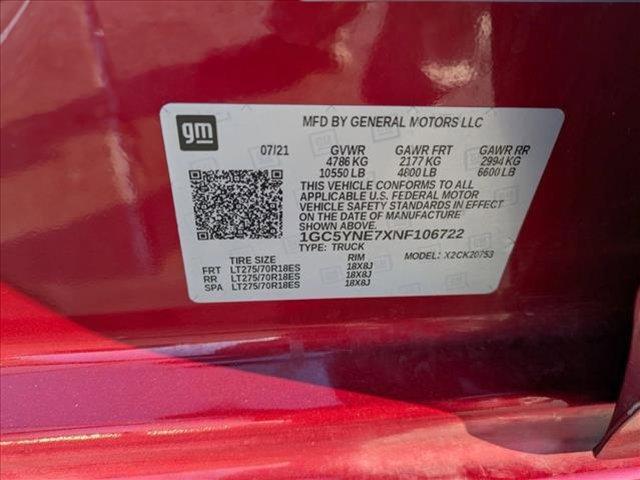 gm
MFD BY GENERAL MOTORS LLC
07/21 GVWR GAWR FRT GAWR RR
4786 KG 2177 KG 2994 KG
10550 LB 4800 LB 6600 LB
THIS VEHICLE CONFORMS TO ALL
APPLICABLE U.S. FEDERAL MOTOR
VEHICLE SAFETY STANDARDS IN EFFECT
ON THE DATE OF MANUFACTURE
SHOWN ABOVE.
1GC5YNE7XNF106722
TYPE: TRUCK MODEL: X2CK20753
TIRE SIZE RIM
FRT LT275/70R18ES 18X8J
RR LT275/70R18ES 18X8J
SPA LT275/70R18ES 18X8J